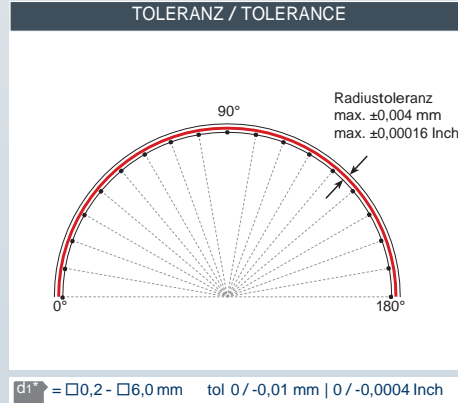 TOLERANZ / TOLERANCE
90°
Radiustoleranz
max. ±0,004 mm
max. ±0,00016 Inch
0°
180°
d1* = □0,2 - □6,0 mm tol 0 / -0,01 mm | 0 / -0,0004 Inch